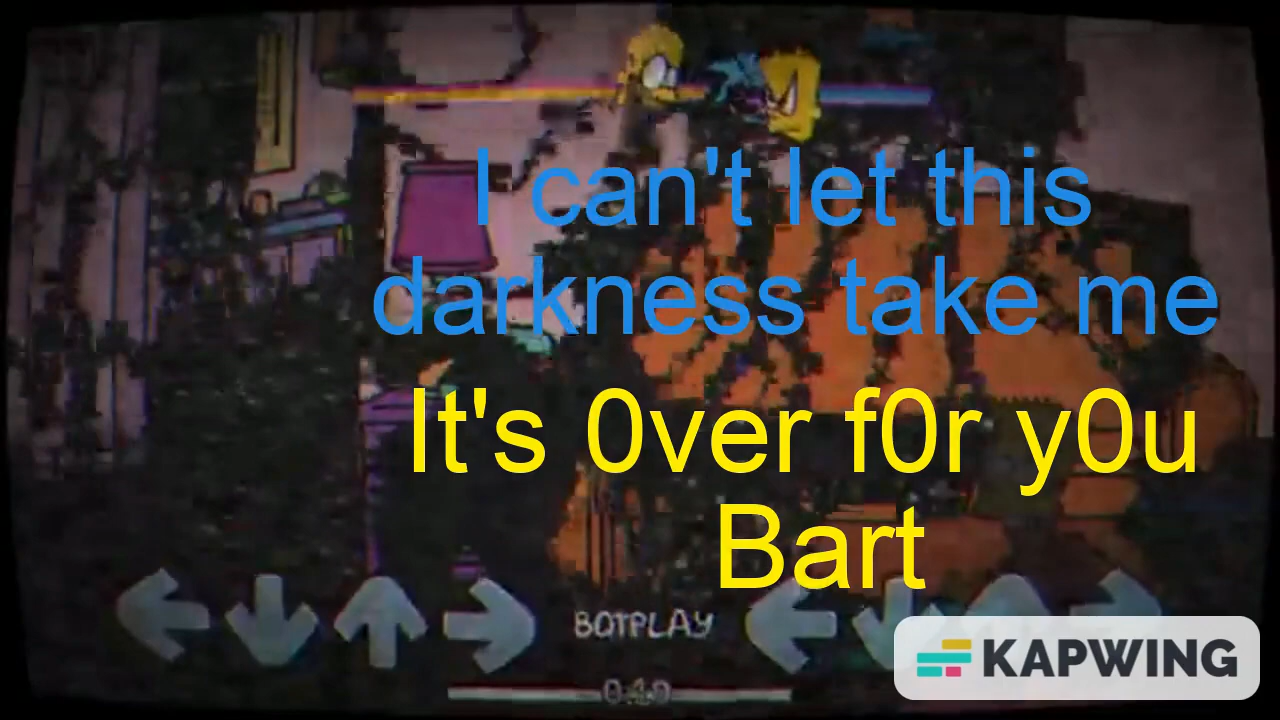 I can't let this
darkness take me
It's 0ver f0r y0u
Bart
BOTPLAY
KAPWING